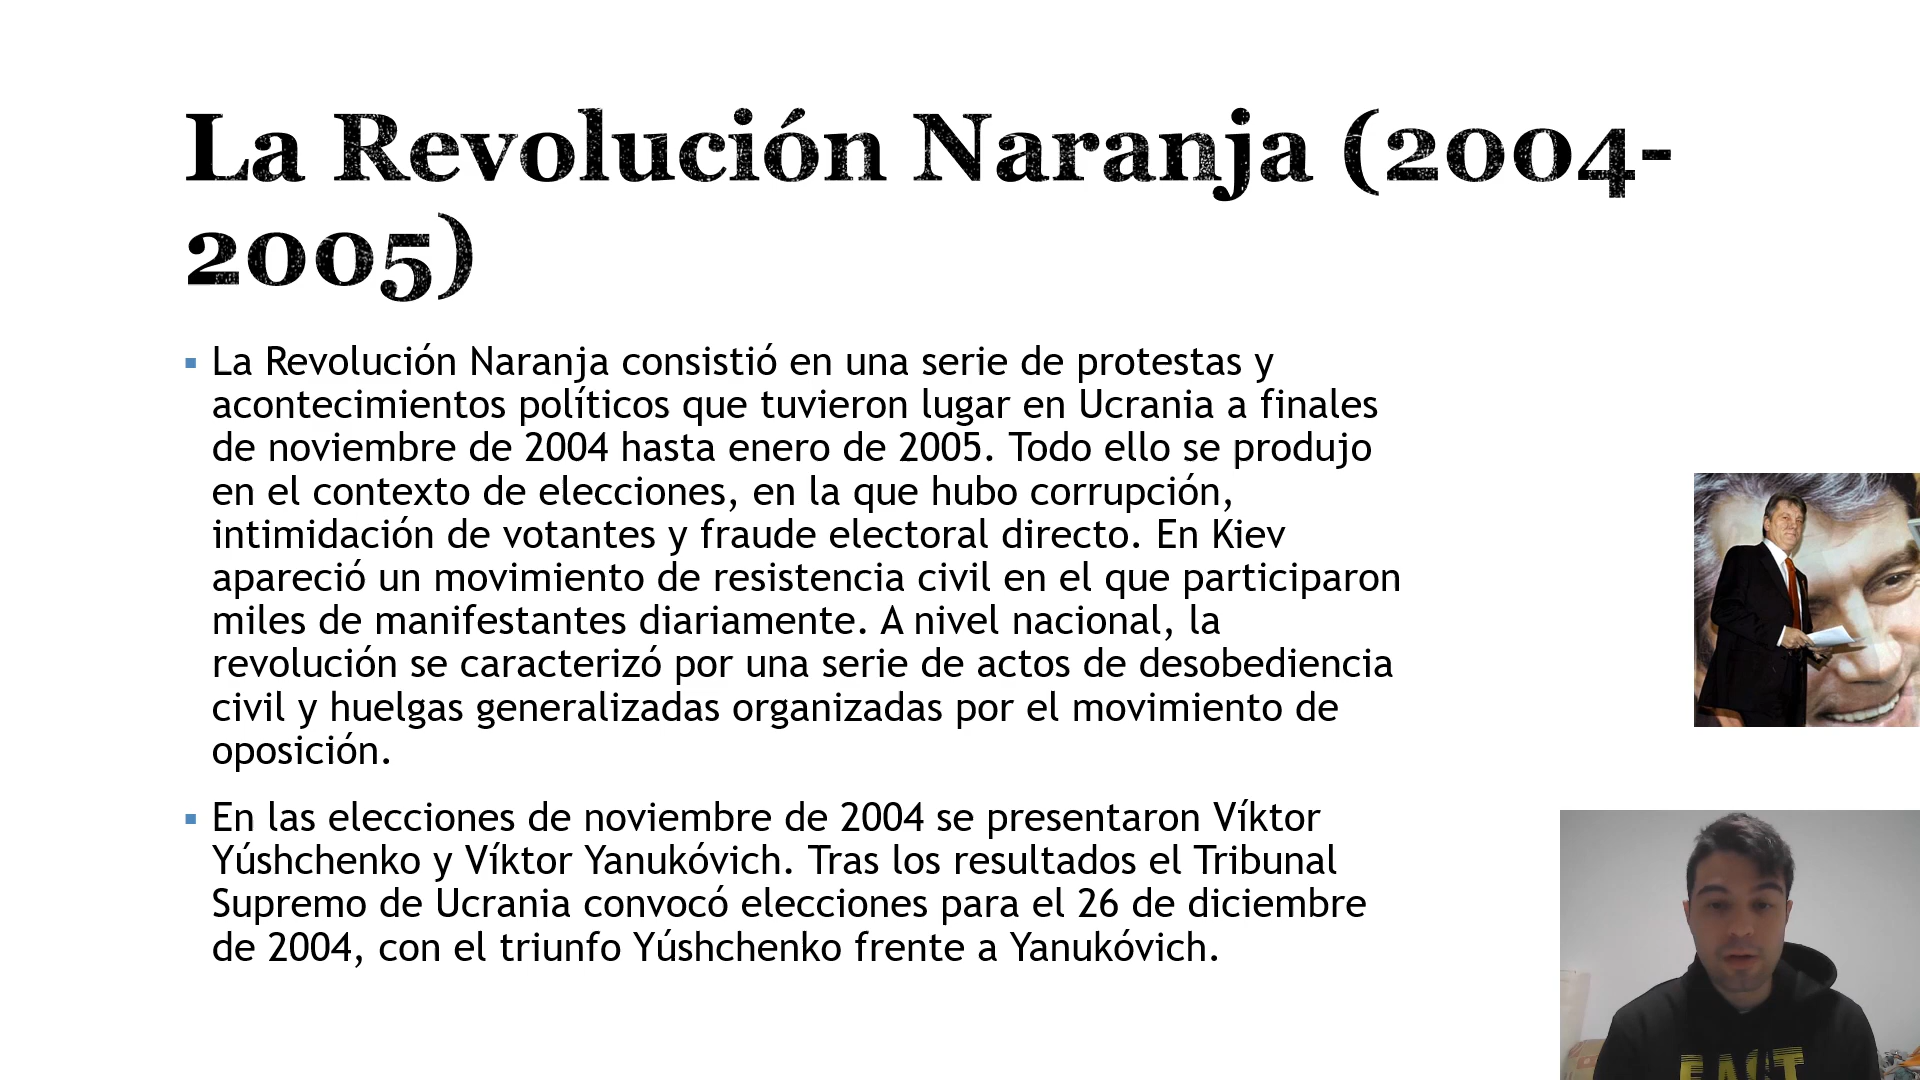 La Revolución Naranja (2004-
2005)
La Revolución Naranja consistió en una serie de protestas y
acontecimientos políticos que tuvieron lugar en Ucrania a finales
de noviembre de 2004 hasta enero de 2005. Todo ello se produjo
en el contexto de elecciones, en la que hubo corrupción,
intimidación de votantes y fraude electoral directo. En Kiev
apareció un movimiento de resistencia civil en el que participaron
miles de manifestantes diariamente. A nivel nacional, la
revolución se caracterizó por una serie de actos de desobediencia
civil y huelgas generalizadas organizadas por el movimiento de
oposición.
En las elecciones de noviembre de 2004 se presentaron Víktor
Yúshchenko y Víktor Yanukóvich. Tras los resultados el Tribunal
Supremo de Ucrania convocó elecciones para el 26 de diciembre
de 2004, con el triunfo Yúshchenko frente a Yanukóvich.